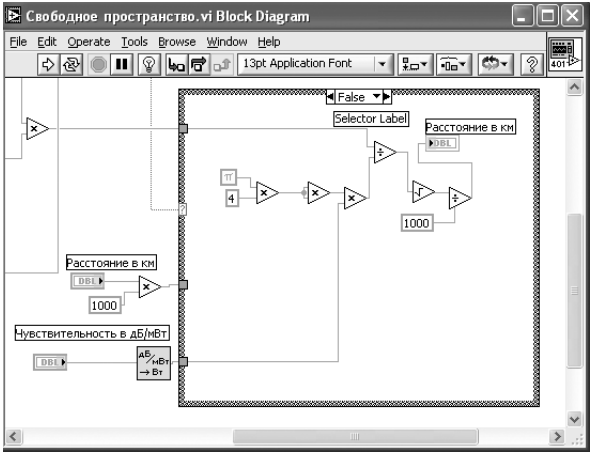 Свободное пространство.vi Block Diagram
File Edit Operate Tools Browse Window Help
13pt Application Font
401
False
Selector Label
Расстояние в км
DBL
π
4
×
×
×
÷
√
÷
1000
×
?
Расстояние в км
DBL
×
1000
Чувствительность в дБ/мВт
DBL
дБ/мВт
→ Вт